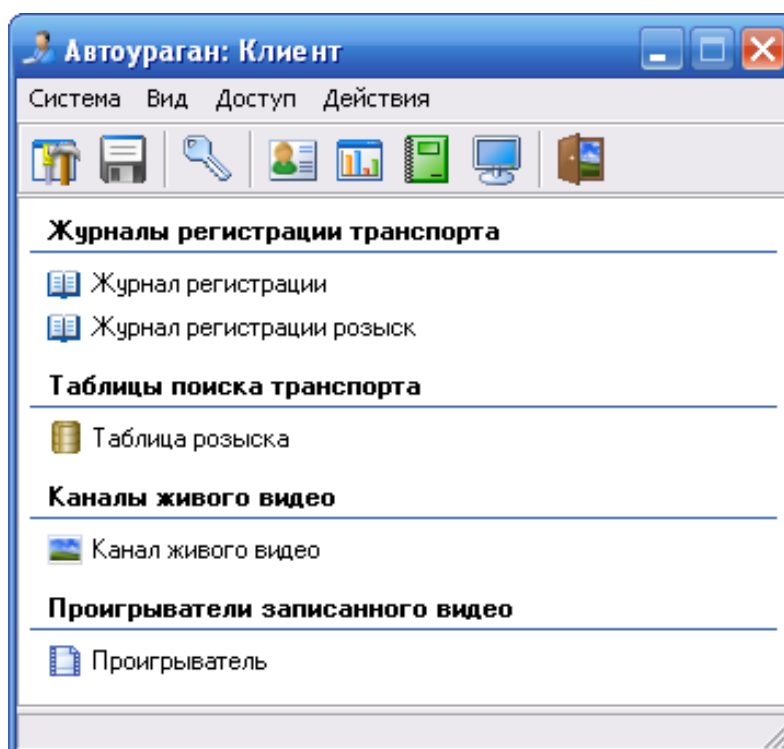 Автоураган: Клиент
Система Вид Доступ Действия
Журналы регистрации транспорта
Журнал регистрации
Журнал регистрации розыск
Таблицы поиска транспорта
Таблица розыска
Каналы живого видео
Канал живого видео
Проигрыватели записанного видео
Проигрыватель